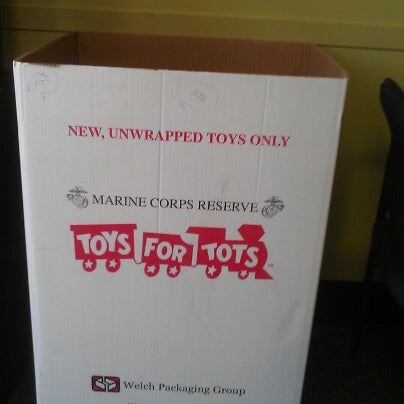 NEW, UNWRAPPED TOYS ONLY
MARINE CORPS RESERVE
TOYS FOR TOTS
Welch Packaging Group